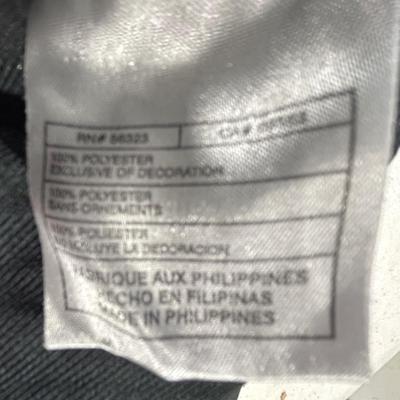 RN# 56323 CA#
100% POLYESTER
EXCLUSIVE OF DECORATION
100% POLYESTER
SANS ORNEMENTS
100% POLIESTER
LA DECORACION
FABRIQUE AUX PHILIPPINES
HECHO EN FILIPINAS
MADE IN PHILIPPINES